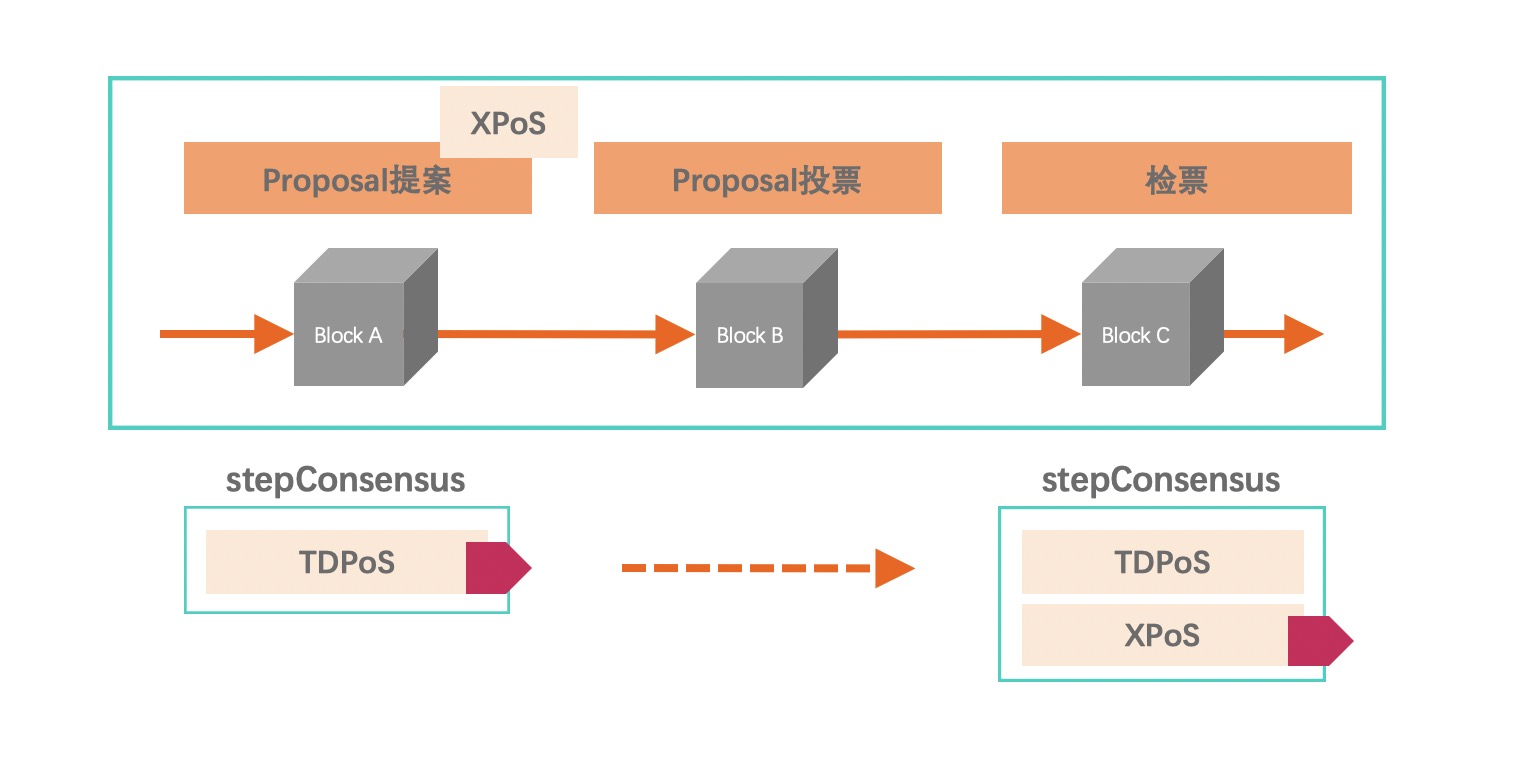 XPoS
Proposal提案
Proposal投票
检票
Block A
Block B
Block C
stepConsensus
stepConsensus
TDPoS
TDPoS
XPoS